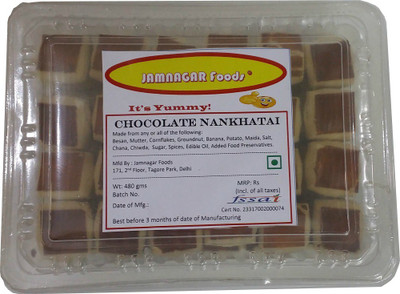 JAMNAGAR Foods
It's Yummy!
CHOCOLATE NANKHATAI
Made from any or all of the following:
Besan, Mutter, Cornflakes, Groundnut, Banana, Potato, Maida, Salt,
Chana, Chiwda, Sugar, Spices, Edible Oil, Added Food Preservatives.
Mfd By : Jamnagar Foods
171, 2nd Floor, Tagore Park, Delhi
Wt: 480 gms
MRP: Rs
Batch No:
(Incl. of all taxes)
fssai
Date of Mfg.:
Cert No. 23317002000074
Best before 3 months of date of Manufacturing